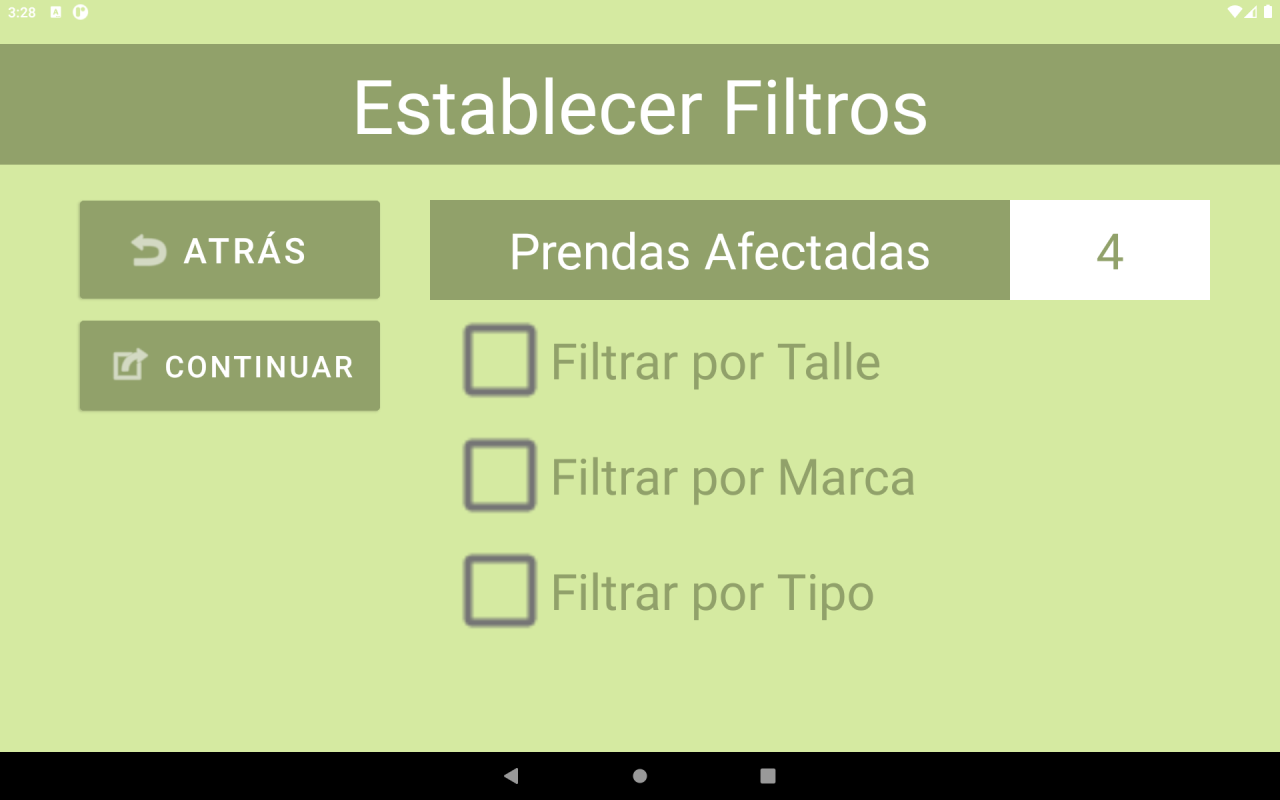 3:28
Establecer Filtros
ATRÁS
CONTINUAR
Prendas Afectadas
4
Filtrar por Talle
Filtrar por Marca
Filtrar por Tipo